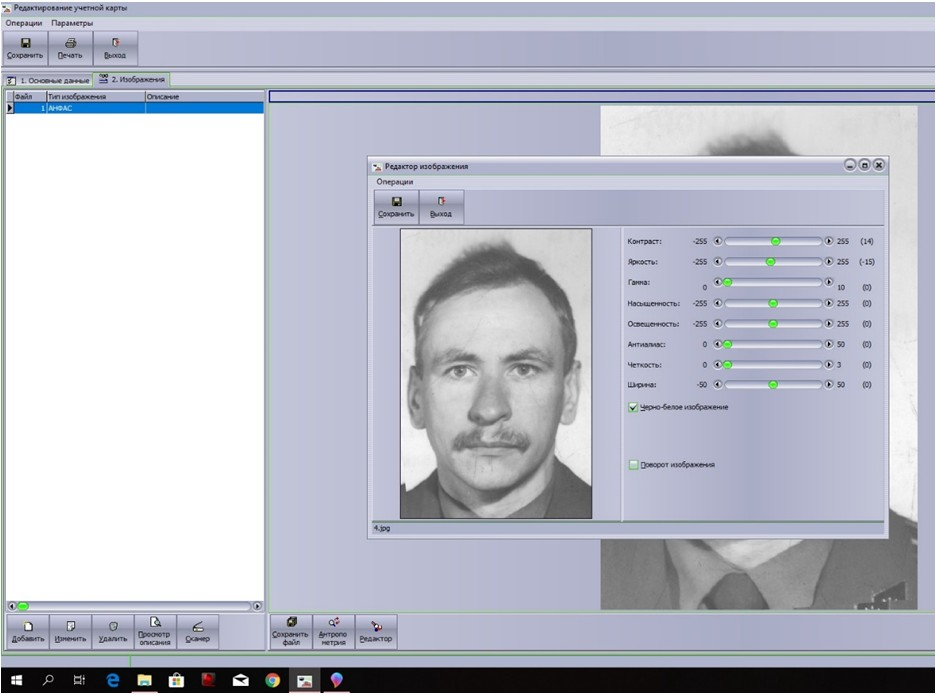 Редактирование учетной карты
Операции Параметры
Сохранить Печать Выход
1. Основные данные 2. Изображения
Файл Тип изображения Описание
1 АНФАС
Редактор изображения
Операции
Сохранить Выход
Контраст: -255 255 (14)
Яркость: -255 255 (-15)
Гамма: 0 10 (0)
Насыщенность: -255 255 (0)
Освещенность: -255 255 (0)
Антиалиас: 0 50 (0)
Четкость: 0 3 (0)
Ширина: -50 50 (0)
Черно-белое изображение
Поворот изображения
4.jpg
Добавить Изменить Удалить Просмотр описания Сканер Сохранить файл Антропо метрия Редактор